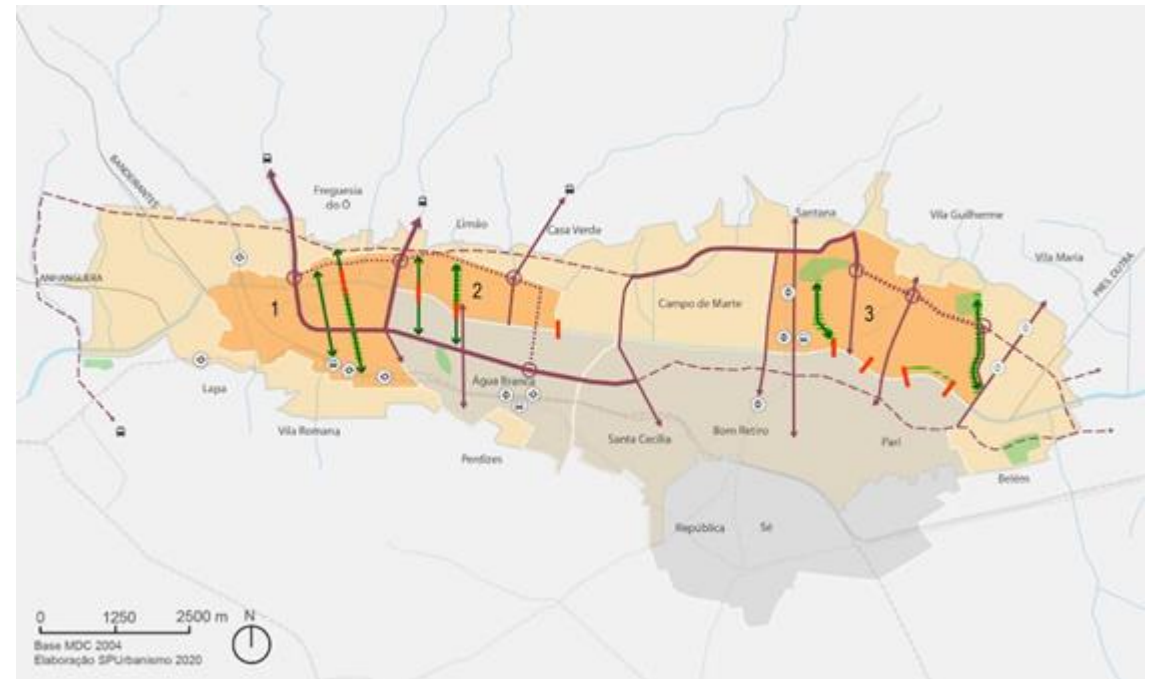 BANDEIRANTES
Freguesia
do Ó
Limão
Casa Verde
Santana
Vila Guilherme
Vila Maria
PRES. DUTRA
ANHANGUERA
Campo de Marte
1
2
3
Lapa
Água Branca
Vila Romana
Santa Cecília
Bom Retiro
Pari
Perdizes
Belém
República
Sé
0 1250 2500 m N
Base MDC 2004
Elaboração SPUrbanismo 2020